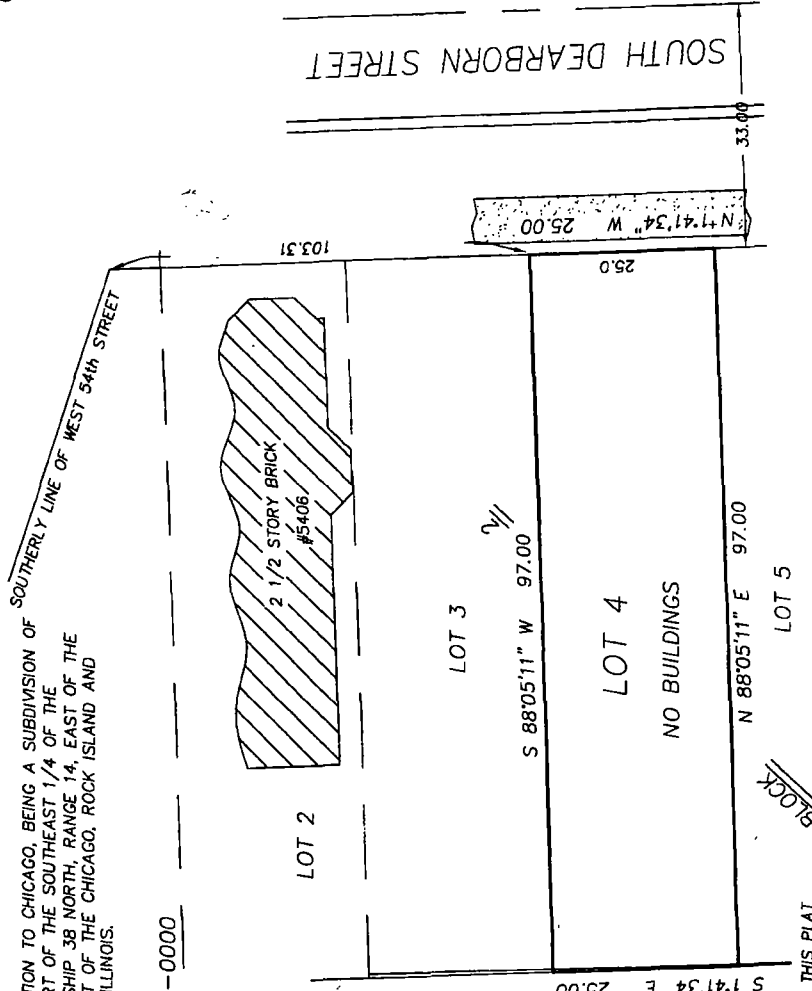 TION TO CHICAGO, BEING A SUBDIVISION OF
RT OF THE SOUTHEAST 1/4 OF THE
SHIP 38 NORTH, RANGE 14, EAST OF THE
T OF THE CHICAGO, ROCK ISLAND AND
ILLINOIS.
-0000
SOUTHERLY LINE OF WEST 54th STREET
SOUTH DEARBORN STREET
33.00
103.31
N 1°41'34" W 25.00
25.0
2 1/2 STORY BRICK
#5406
LOT 2
LOT 3
S 88°05'11" W 97.00
LOT 4
NO BUILDINGS
N 88°05'11" E 97.00
LOT 5
BLOCK
S 1°41'34 E 25.00
THIS PLAT